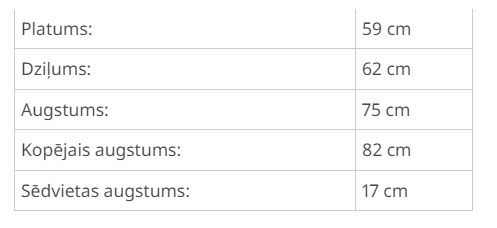 Platums: 59 cm
Dziļums: 62 cm
Augstums: 75 cm
Kopējais augstums: 82 cm
Sēdvietas augstums: 17 cm